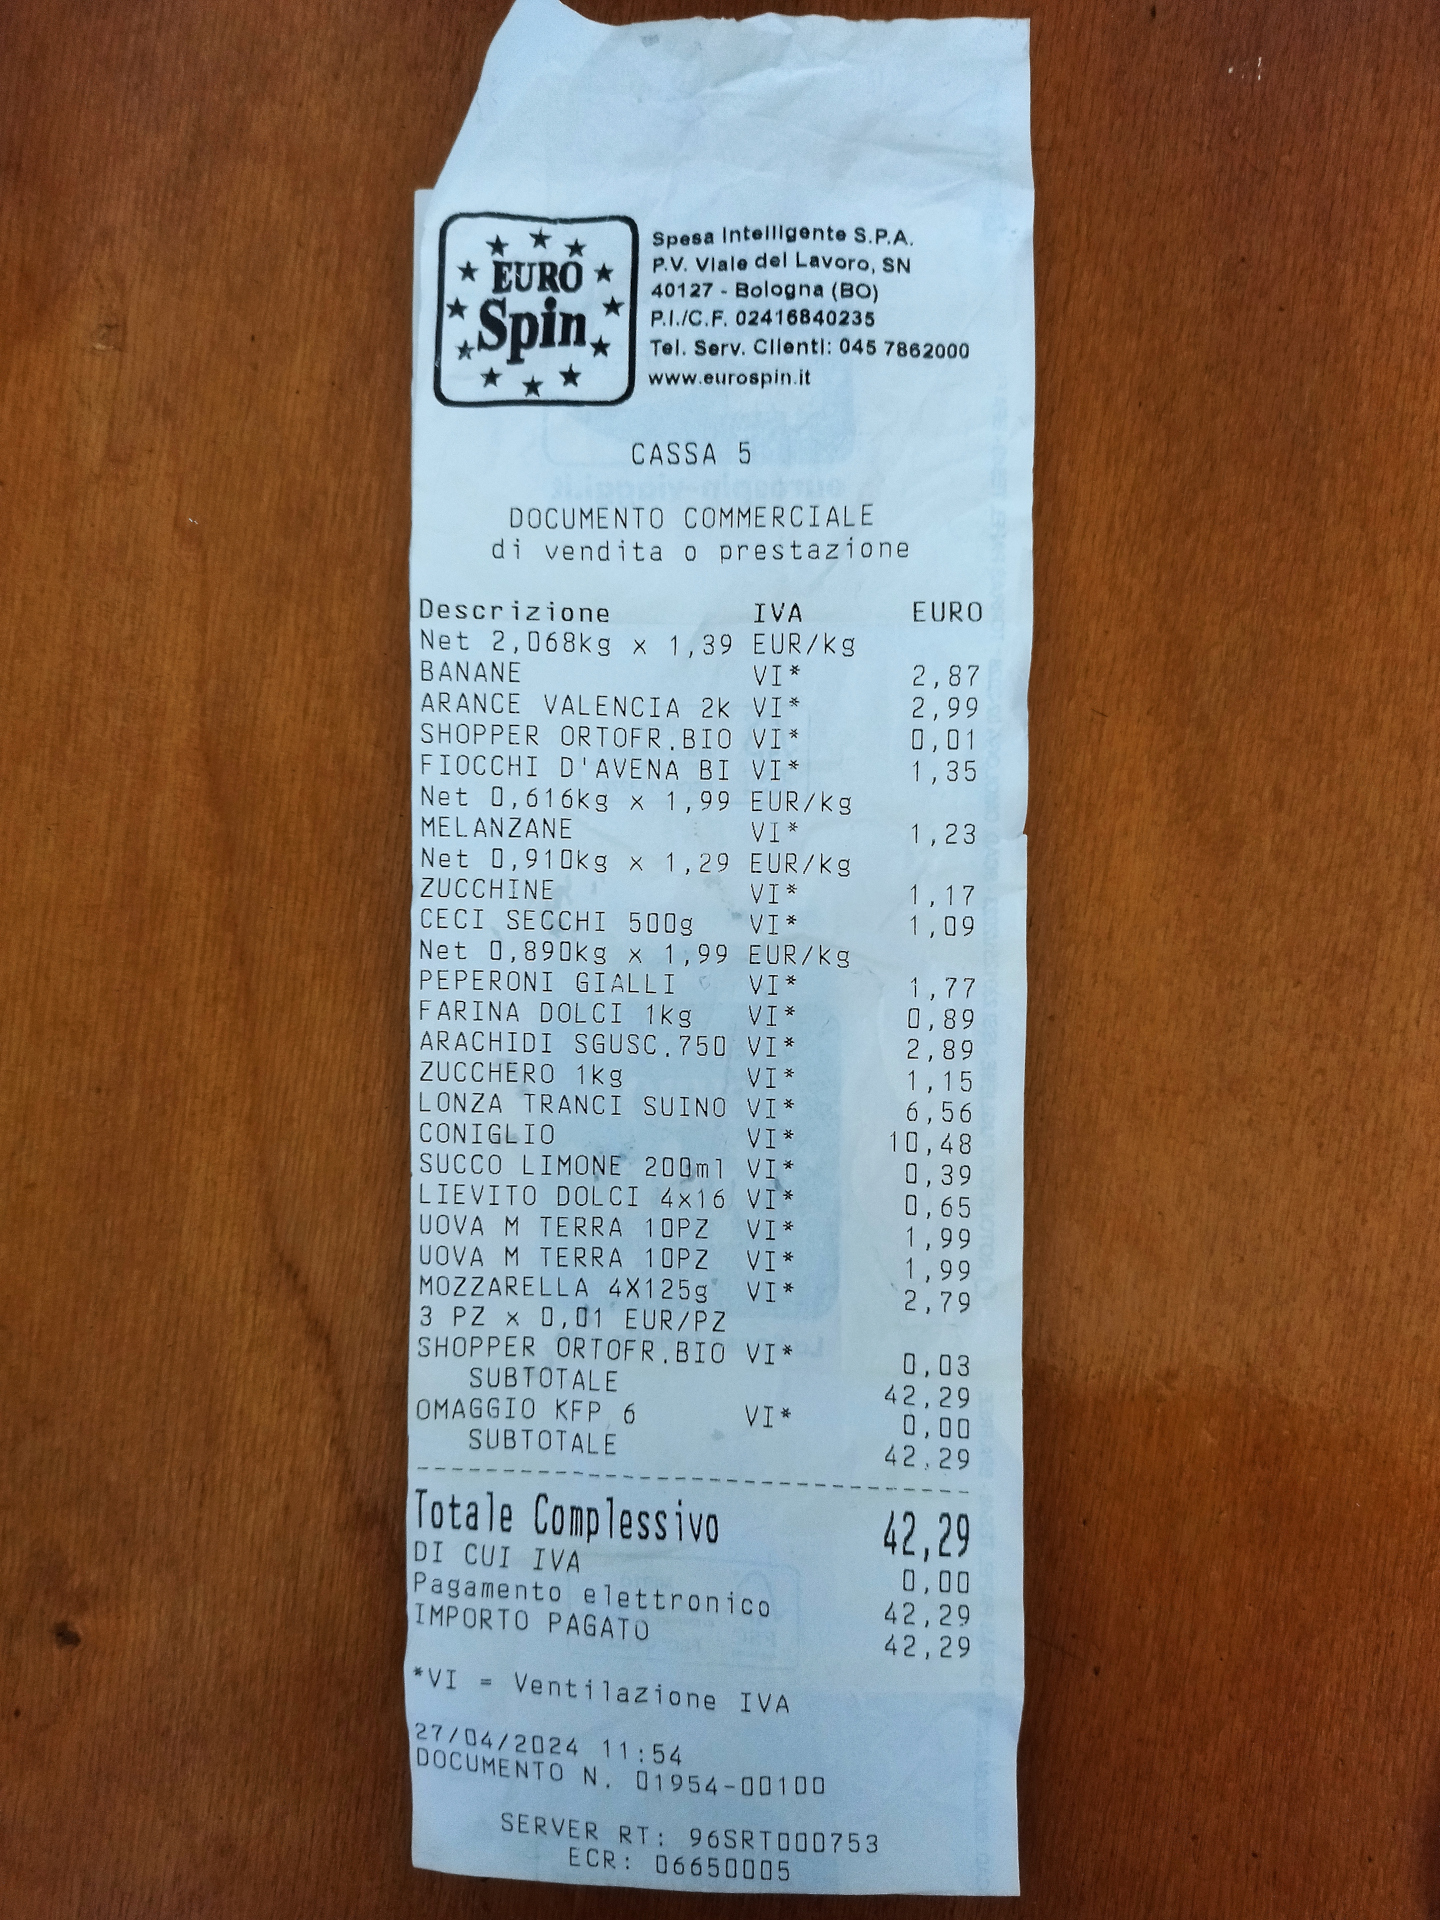 EURO
Spin
Spesa Intelligente S.P.A.
P.V. Viale del Lavoro, SN
40127 - Bologna (BO)
P.I./C.F. 02416840235
Tel. Serv. Clienti: 045 7862000
www.eurospin.it
CASSA 5
DOCUMENTO COMMERCIALE
di vendita o prestazione
Descrizione IVA EURO
Net 2,068kg x 1,39 EUR/kg
BANANE VI* 2,87
ARANCE VALENCIA 2K VI* 2,99
SHOPPER ORTOFR.BIO VI* 0,01
FIOCCHI D'AVENA BI VI* 1,35
Net 0,616kg x 1,99 EUR/kg
MELANZANE VI* 1,23
Net 0,910kg x 1,29 EUR/kg
ZUCCHINE VI* 1,17
CECI SECCHI 500g VI* 1,09
Net 0,890kg x 1,99 EUR/kg
PEPERONI GIALLI VI* 1,77
FARINA DOLCI 1kg VI* 0,89
ARACHIDI SGUSC.750 VI* 2,89
ZUCCHERO 1kg VI* 1,15
LONZA TRANCI SUINO VI* 6,56
CONIGLIO VI* 10,48
SUCCO LIMONE 200ml VI* 0,39
LIEVITO DOLCI 4x16 VI* 0,65
UOVA M TERRA 10PZ VI* 1,99
UOVA M TERRA 10PZ VI* 1,99
MOZZARELLA 4X125g VI* 2,79
3 PZ x 0,01 EUR/PZ
SHOPPER ORTOFR.BIO VI* 0,03
SUBTOTALE 42,29
OMAGGIO KFP 6 VI* 0,00
SUBTOTALE 42,29
Totale Complessivo 42,29
DI CUI IVA 0,00
Pagamento elettronico 42,29
IMPORTO PAGATO 42,29
*VI = Ventilazione IVA
27/04/2024 11:54
DOCUMENTO N. 01954-00100
SERVER RT: 96SRT000753
ECR: 06650005